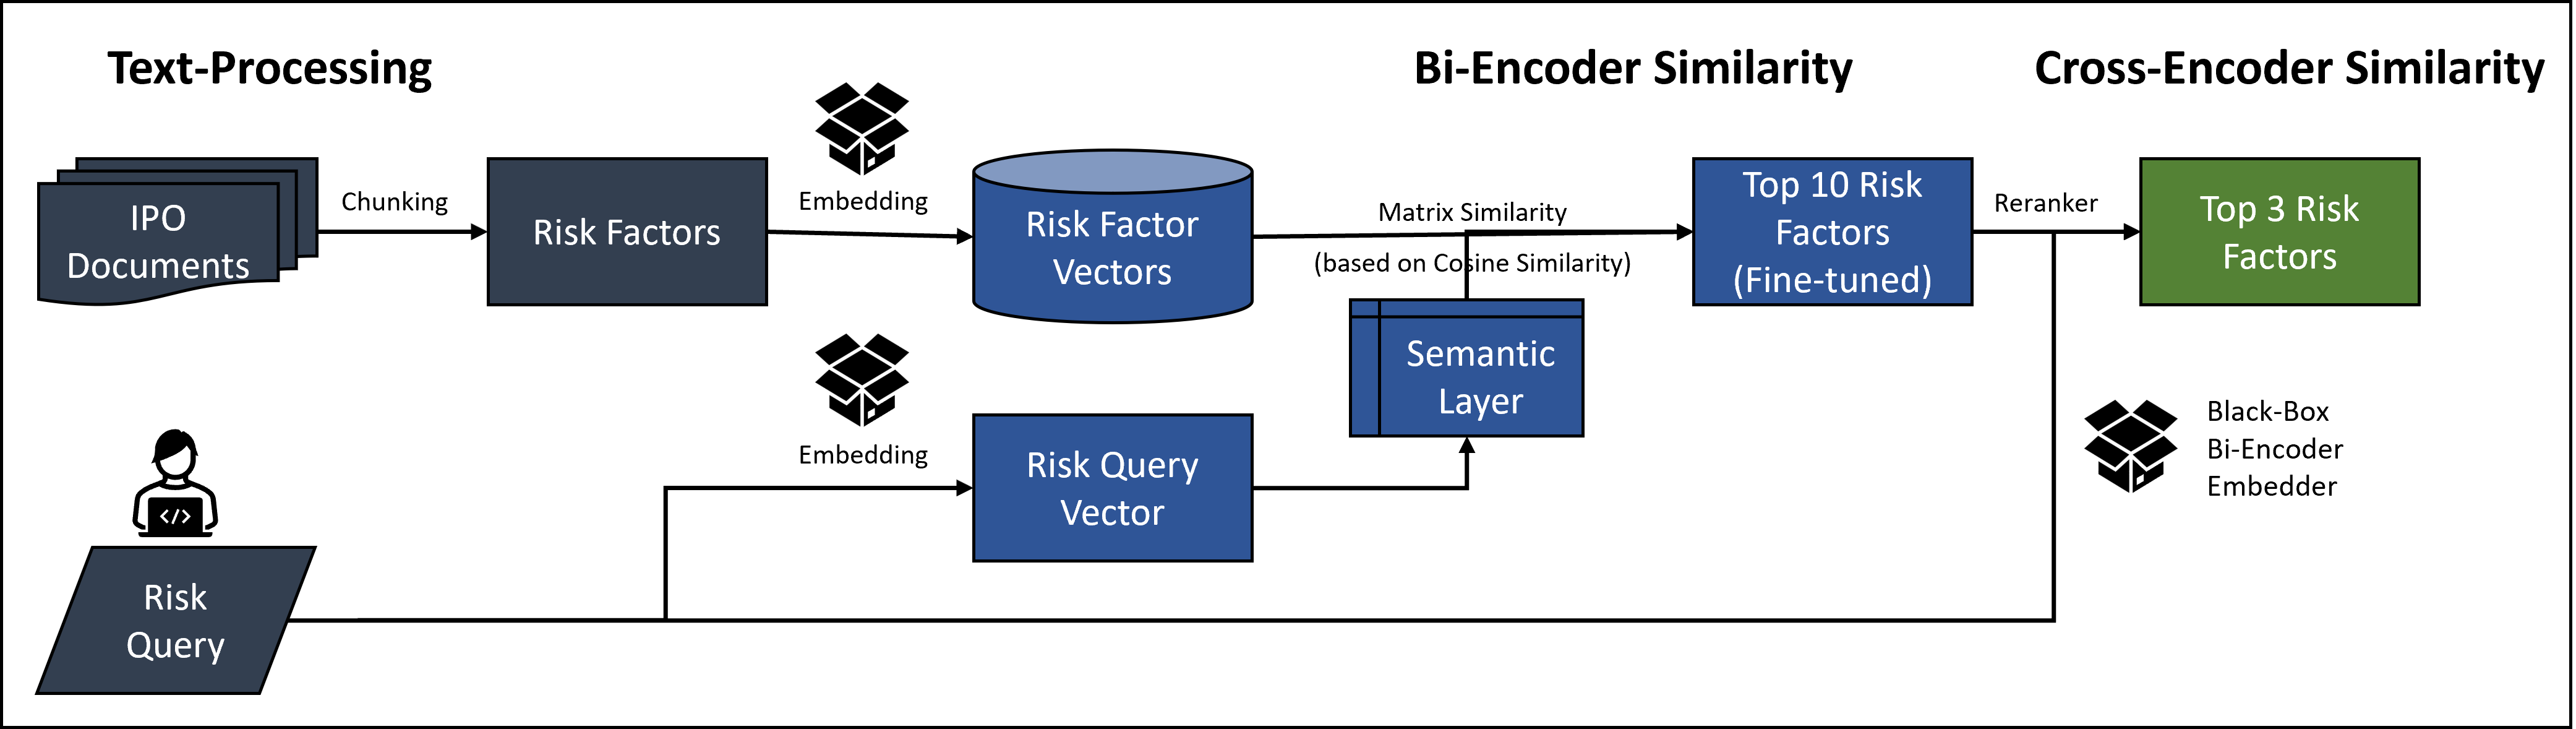 Text-Processing
Bi-Encoder Similarity
Cross-Encoder Similarity
IPO
Documents
Chunking
Risk Factors
Embedding
Risk Factor
Vectors
Matrix Similarity
(based on Cosine Similarity)
Top 10 Risk
Factors
(Fine-tuned)
Reranker
Top 3 Risk
Factors
Semantic
Layer
Embedding
Risk Query
Vector
Black-Box
Bi-Encoder
Embedder
</>
Risk
Query